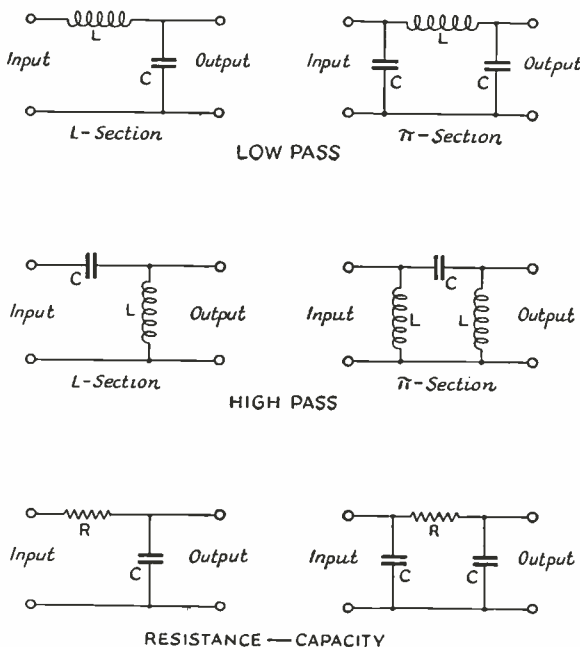 L
Input
C
Output
L-Section
L
Input
C
C
Output
π-Section
LOW PASS
C
Input
L
Output
L-Section
C
Input
L
L
Output
π-Section
HIGH PASS
R
Input
C
Output
R
Input
C
C
Output
RESISTANCE — CAPACITY